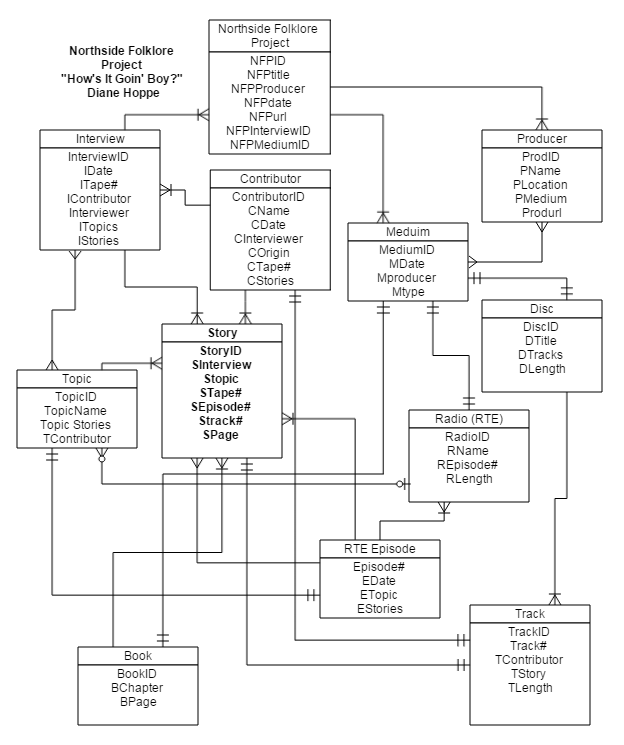 Northside Folklore
Project
"How's It Goin' Boy?"
Diane Hoppe
Northside Folklore
Project
NFPID
NFPtitle
NFPProducer
NFPdate
NFPurl
NFPInterviewID
NFPMediumID
Interview
InterviewID
IDate
ITape#
IContributor
Interviewer
ITopics
IStories
Contributor
ContributorID
CName
CDate
CInterviewer
COrigin
CTape#
CStories
Producer
ProdID
PName
PLocation
PMedium
Produrl
Meduim
MediumID
MDate
Mproducer
Mtype
Disc
DiscID
DTitle
DTracks
DLength
Story
StoryID
SInterview
Stopic
STape#
SEpisode#
Strack#
SPage
Topic
TopicID
TopicName
Topic Stories
TContributor
Radio (RTE)
RadioID
RName
REpisode#
RLength
RTE Episode
Episode#
EDate
ETopic
EStories
Track
TrackID
Track#
TContributor
TStory
TLength
Book
BookID
BChapter
BPage